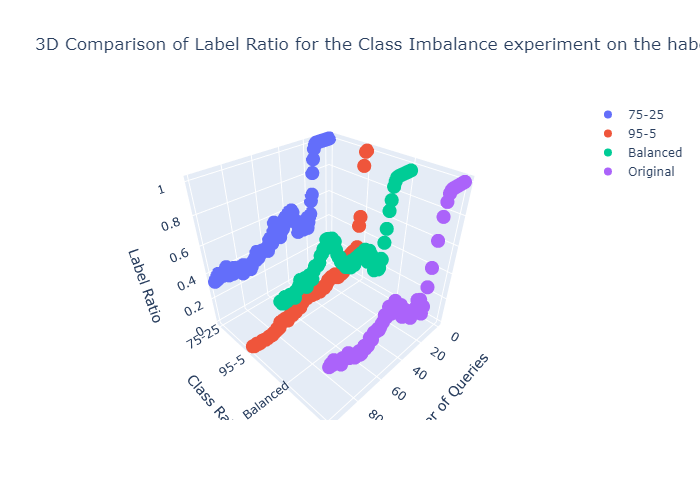 3D Comparison of Label Ratio for the Class Imbalance experiment on the
75-25
95-5
Balanced
Original
1
0.8
0.6
0.4
0.2
0
Label Ratio
75-25
95-5
Balanced
Class
0
20
40
60
80
of Queries